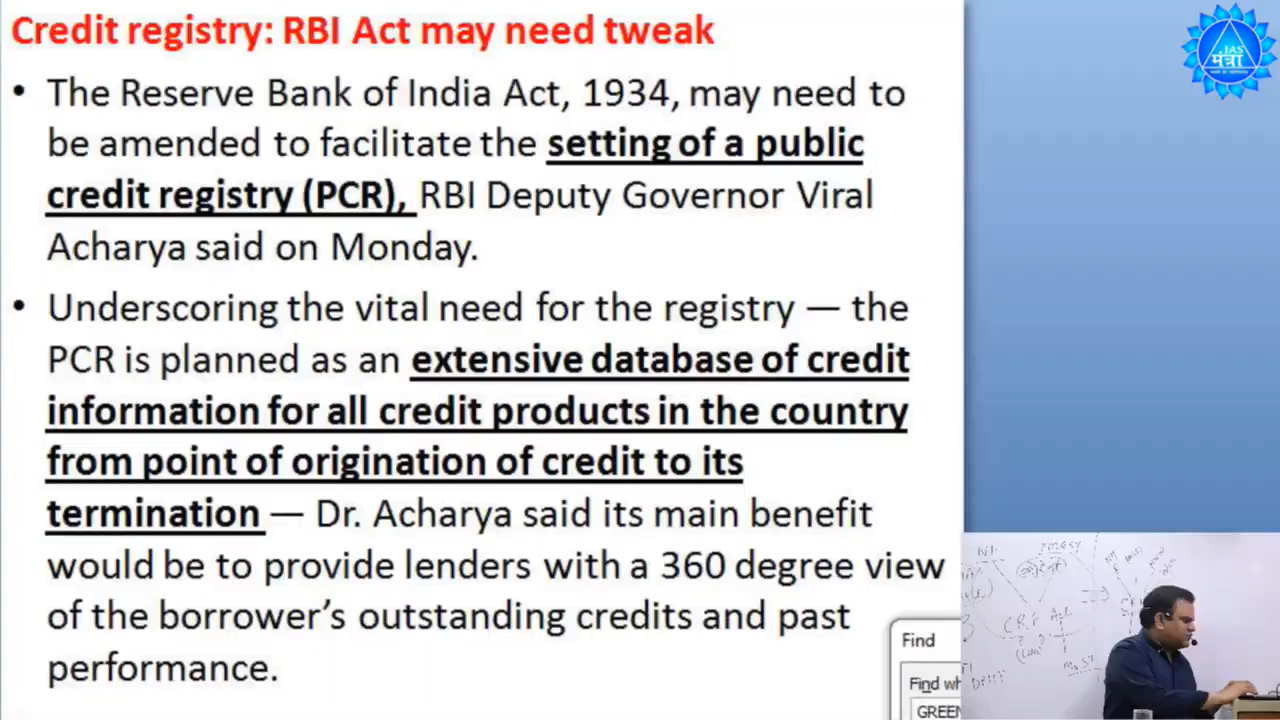 Credit registry: RBI Act may need tweak
IAS
मंत्रा
• The Reserve Bank of India Act, 1934, may need to
be amended to facilitate the setting of a public
credit registry (PCR), RBI Deputy Governor Viral
Acharya said on Monday.
• Underscoring the vital need for the registry — the
PCR is planned as an extensive database of credit
information for all credit products in the country
from point of origination of credit to its
termination — Dr. Acharya said its main benefit
would be to provide lenders with a 360 degree view
of the borrower’s outstanding credits and past
performance.
Find
Find wh
GREEN
CRF Act